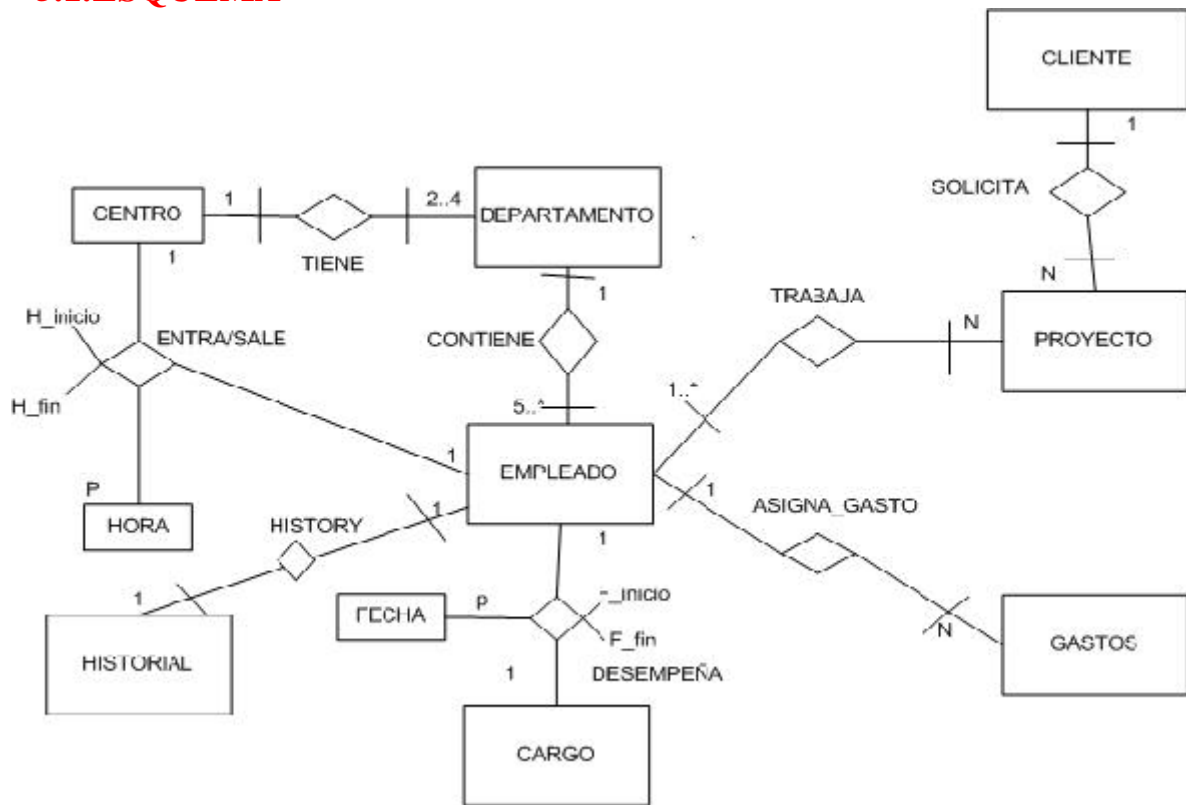 CLIENTE
1
SOLICITA
N
CENTRO
1
2..4
DEPARTAMENTO
TIENE
1
1
H_inicio
ENTRA/SALE
H_fin
CONTIENE
5..*
TRABAJA
N
PROYECTO
1..*
1
EMPLEADO
P
HORA
HISTORY
1
1
ASIGNA_GASTO
1
1
HISTORIAL
FECHA
p
F_fin
DESEMPEÑA
1
CARGO
N
GASTOS